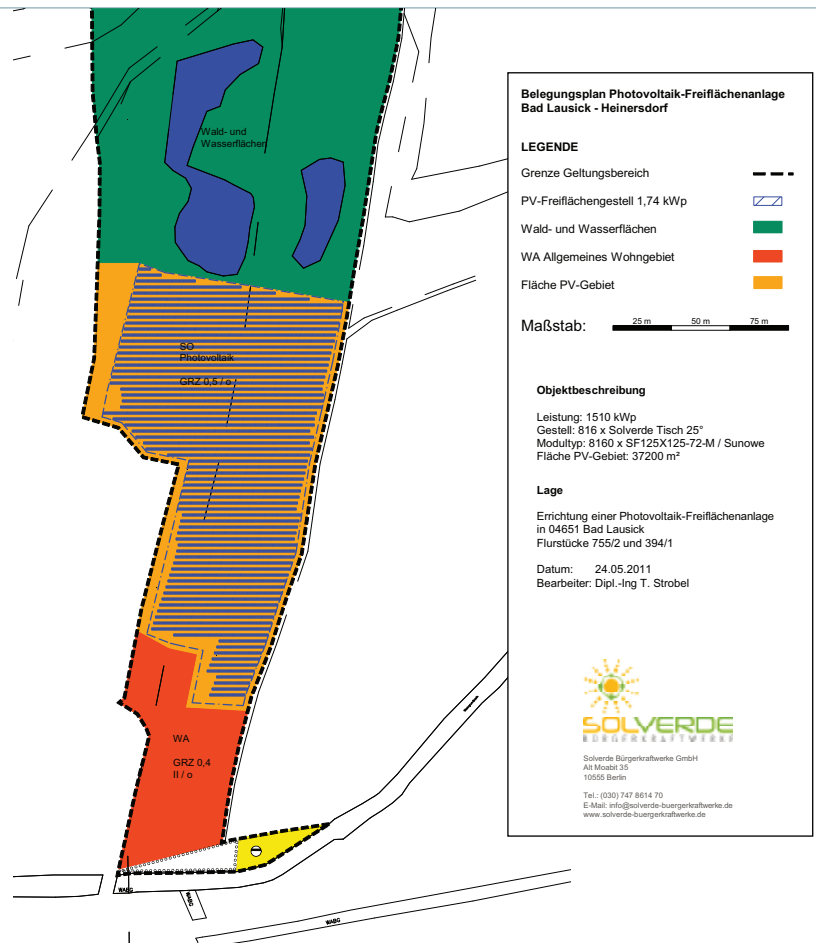 Wald- und
Wasserflächen
SO
Photovoltaik
GRZ 0,5 / o
WA
GRZ 0,4
II / o
WABG
WABG
WABG
Belegungsplan Photovoltaik-Freiflächenanlage
Bad Lausick - Heinersdorf
LEGENDE
Grenze Geltungsbereich
PV-Freiflächengestell 1,74 kWp
Wald- und Wasserflächen
WA Allgemeines Wohngebiet
Fläche PV-Gebiet
Maßstab: 25 m 50 m 75 m
Objektbeschreibung
Leistung: 1510 kWp
Gestell: 816 x Solverde Tisch 25°
Modultyp: 8160 x SF125X125-72-M / Sunowe
Fläche PV-Gebiet: 37200 m²
Lage
Errichtung einer Photovoltaik-Freiflächenanlage
in 04651 Bad Lausick
Flurstücke 755/2 und 394/1
Datum: 24.05.2011
Bearbeiter: Dipl.-Ing T. Strobel
SOLVERDE
BÜRGERKRAFTWERKE
Solverde Bürgerkraftwerke GmbH
Alt Moabit 35
10555 Berlin
Tel.: (030) 747 8614 70
E-Mail: info@solverde-buergerkraftwerke.de
www.solverde-buergerkraftwerke.de